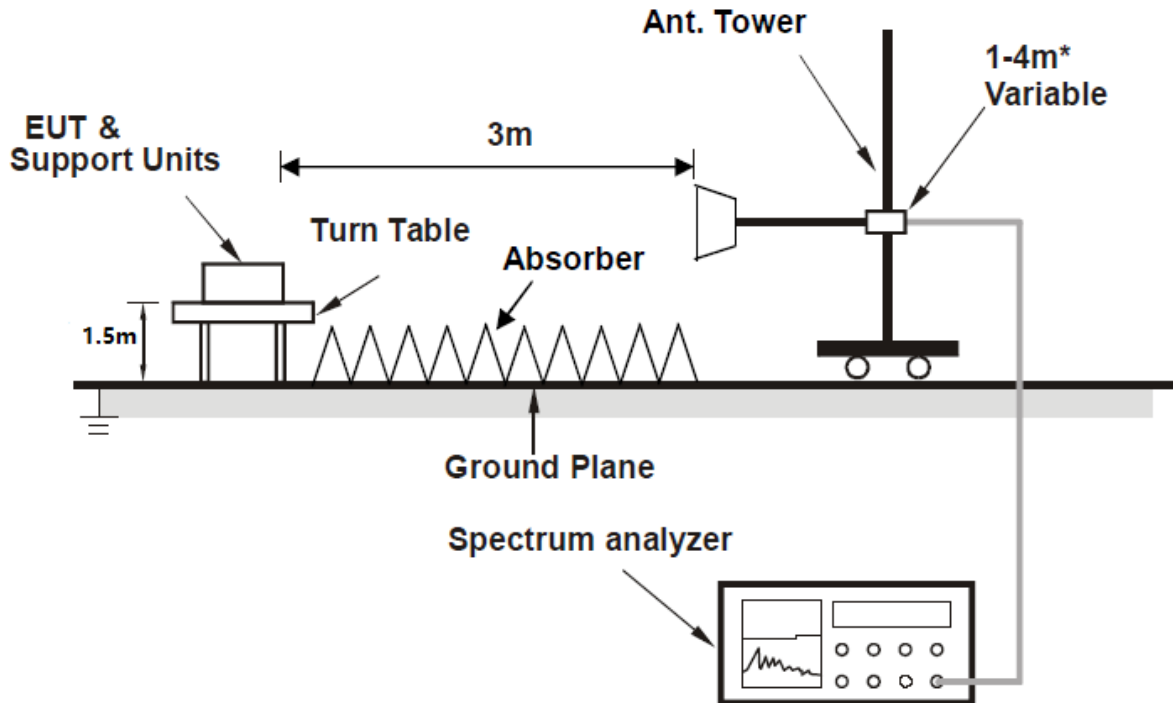 Ant. Tower
1-4m*
Variable
EUT &
Support Units
3m
Turn Table
Absorber
1.5m
Ground Plane
Spectrum analyzer